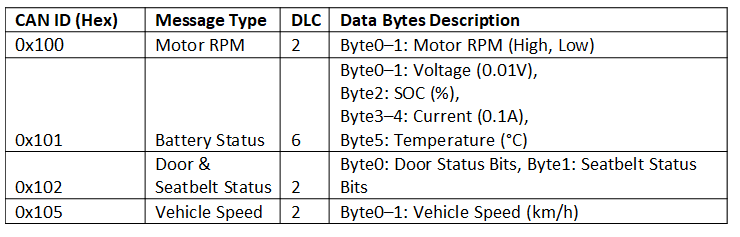 CAN ID (Hex) Message Type DLC Data Bytes Description
0x100 Motor RPM 2 Byte0–1: Motor RPM (High, Low)
Byte0–1: Voltage (0.01V),
Byte2: SOC (%),
Byte3–4: Current (0.1A),
0x101 Battery Status 6 Byte5: Temperature (°C)
Door & Byte0: Door Status Bits, Byte1: Seatbelt Status
0x102 Seatbelt Status 2 Bits
0x105 Vehicle Speed 2 Byte0–1: Vehicle Speed (km/h)